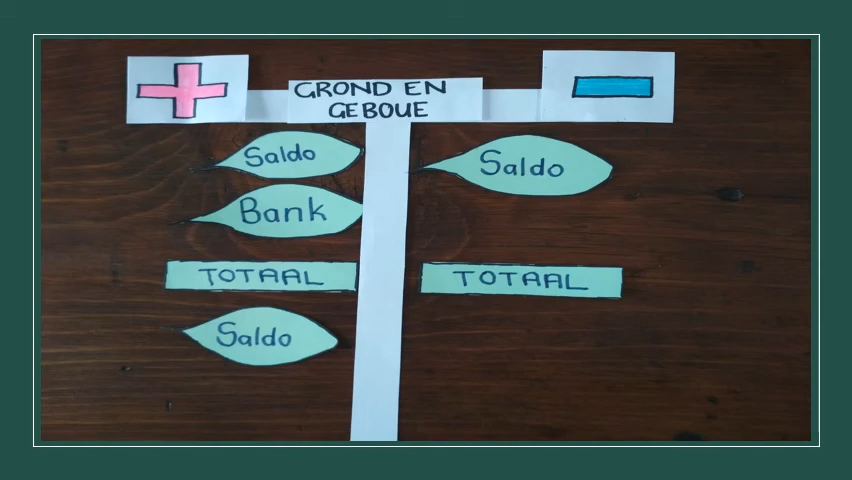 GROND EN
GEBOUE
Saldo
Saldo
Bank
TOTAAL
TOTAAL
Saldo